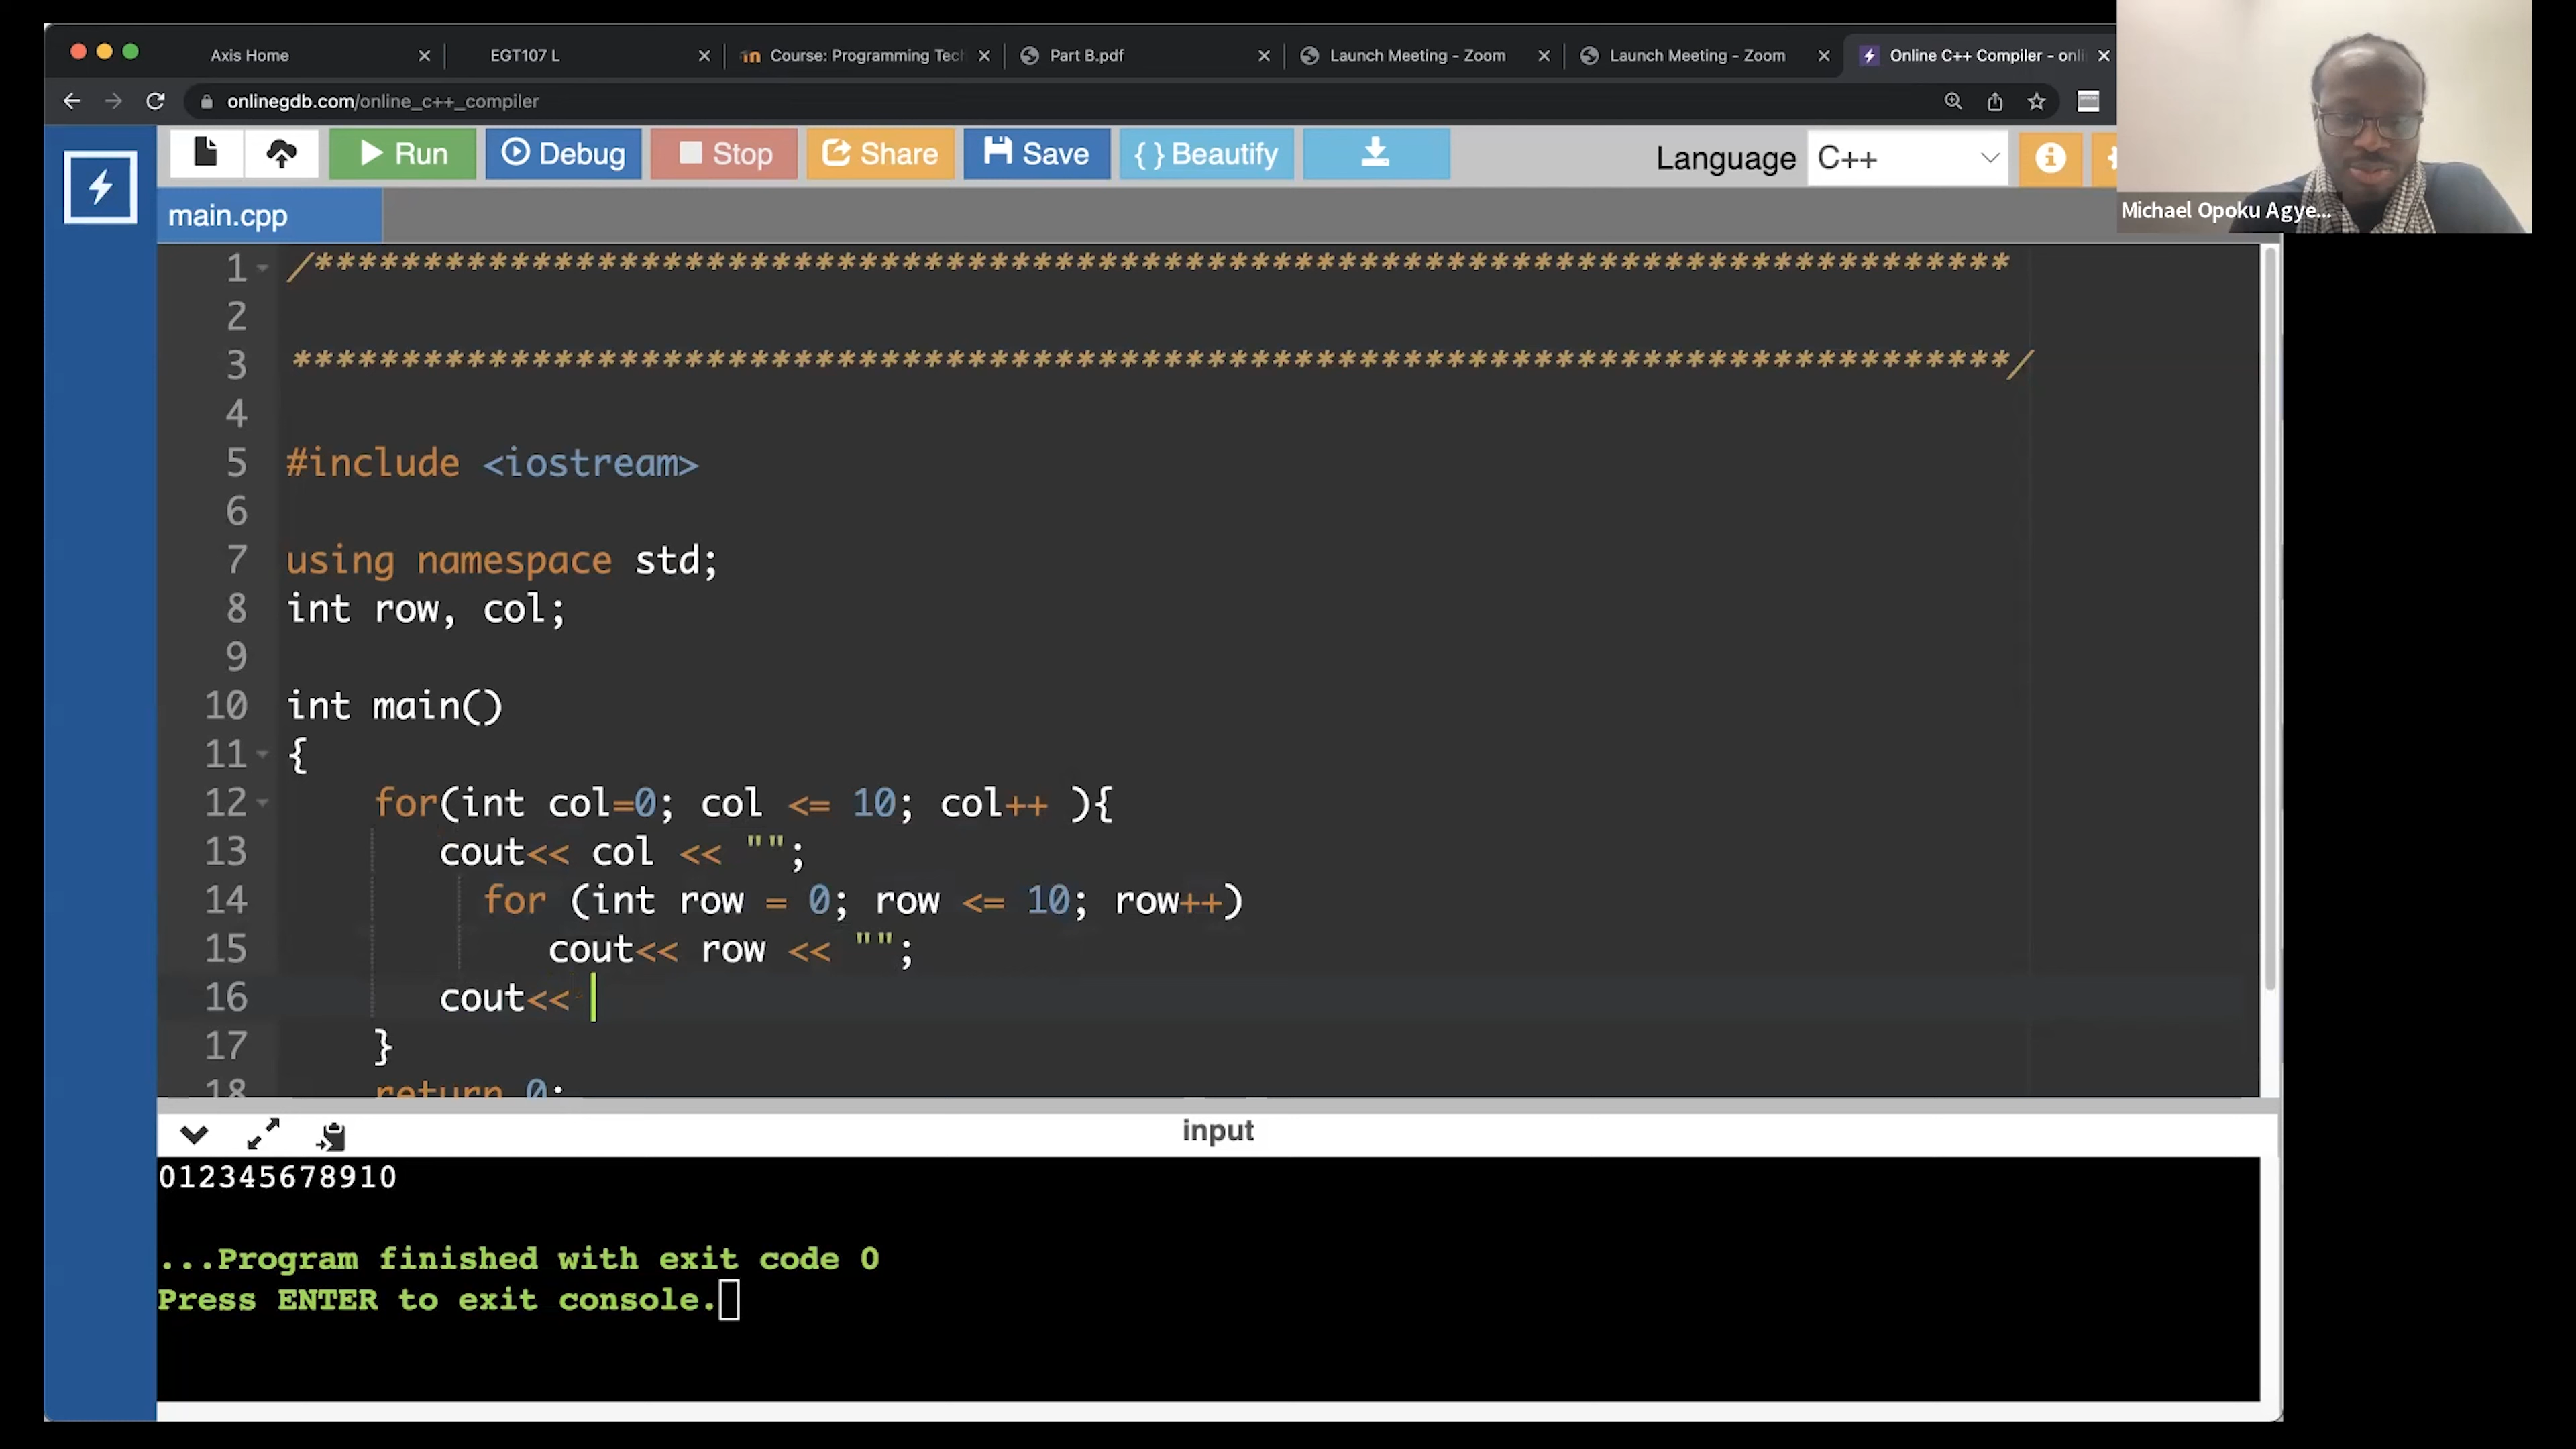 Axis Home
EGT107 L
Course: Programming Tech
Part B.pdf
Launch Meeting - Zoom
Launch Meeting - Zoom
Online C++ Compiler - onli
onlinegdb.com/online_c++_compiler
Run
Debug
Stop
Share
Save
{ } Beautify
Language C++
Michael Opoku Agye...
main.cpp
1 /*******************************************************************************
2
3 *******************************************************************************/
4
5 #include <iostream>
6
7 using namespace std;
8 int row, col;
9
10 int main()
11 {
12 for(int col=0; col <= 10; col++ ){
13 cout<< col << "";
14 for (int row = 0; row <= 10; row++)
15 cout<< row << "";
16 cout<<
17 }
18 return 0;
input
012345678910
...Program finished with exit code 0
Press ENTER to exit console.